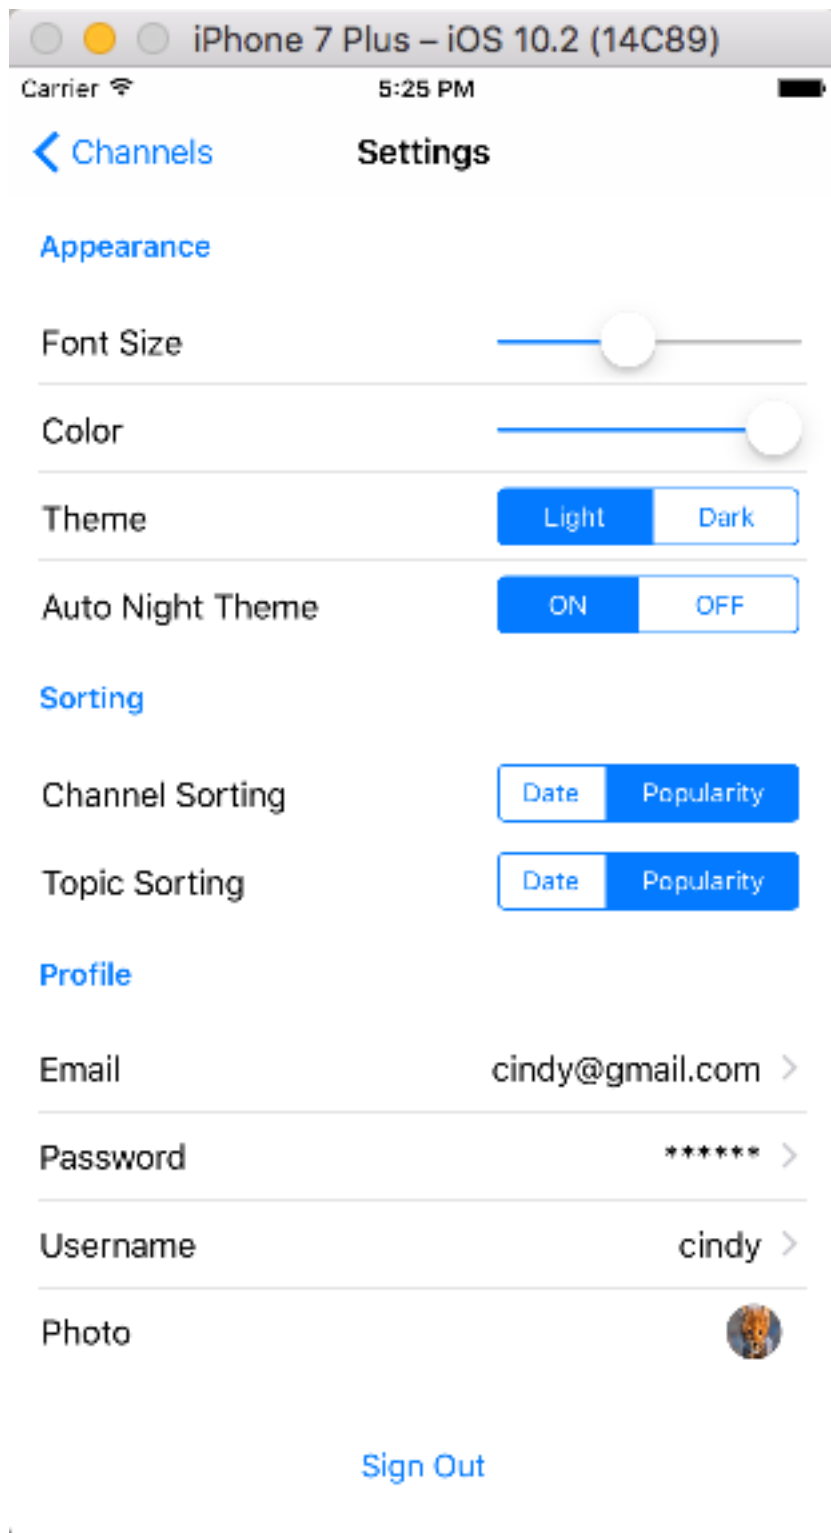 iPhone 7 Plus – iOS 10.2 (14C89)
Carrier 5:25 PM
Channels Settings
Appearance
Font Size
Color
Theme Light Dark
Auto Night Theme ON OFF
Sorting
Channel Sorting Date Popularity
Topic Sorting Date Popularity
Profile
Email cindy@gmail.com
Password ******
Username cindy
Photo
Sign Out